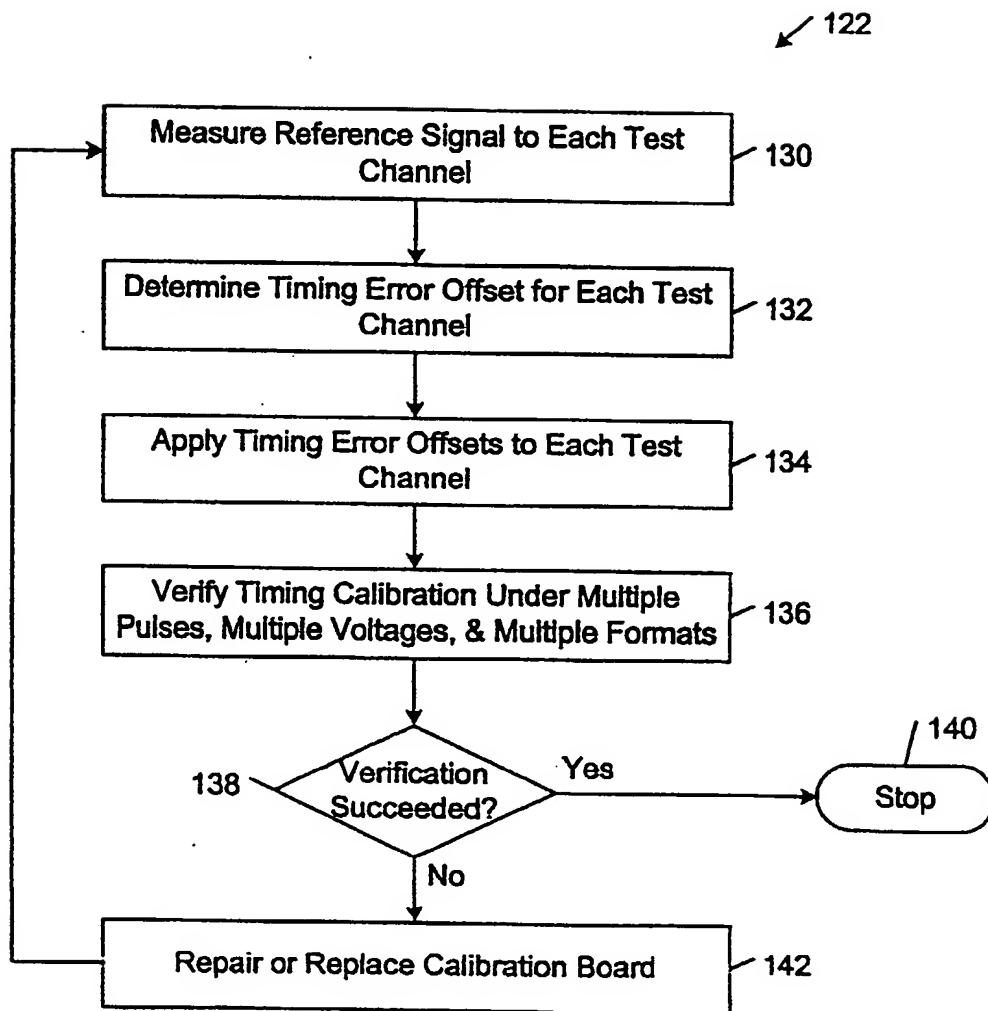 122
Measure Reference Signal to Each Test
Channel
130
Determine Timing Error Offset for Each Test
Channel
132
Apply Timing Error Offsets to Each Test
Channel
134
Verify Timing Calibration Under Multiple
Pulses, Multiple Voltages, & Multiple Formats
136
138
Verification
Succeeded?
Yes
140
Stop
No
Repair or Replace Calibration Board
142